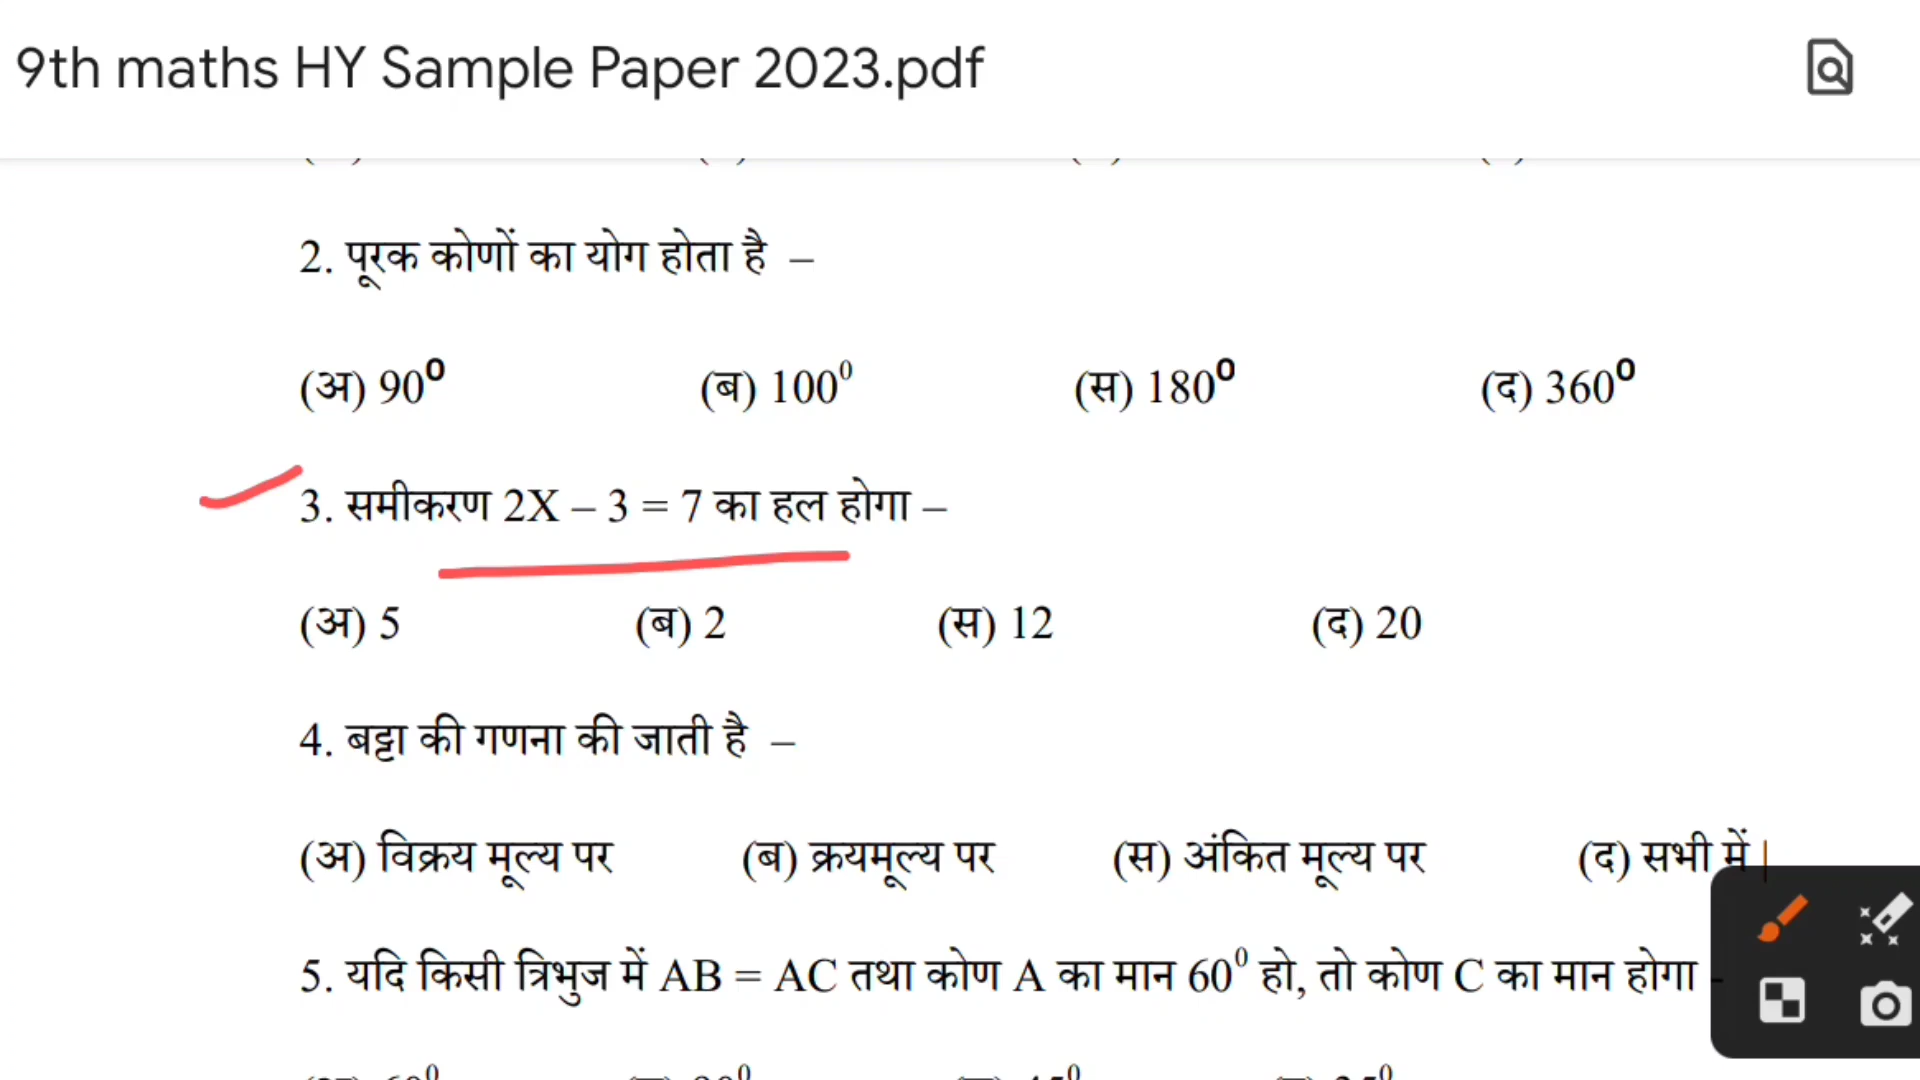 9th maths HY Sample Paper 2023.pdf
2. पूरक कोणों का योग होता है –
(अ) 90⁰ (ब) 100⁰ (स) 180⁰ (द) 360⁰
3. समीकरण 2X – 3 = 7 का हल होगा –
(अ) 5 (ब) 2 (स) 12 (द) 20
4. बट्टा की गणना की जाती है –
(अ) विक्रय मूल्य पर (ब) क्रयमूल्य पर (स) अंकित मूल्य पर (द) सभी में |
5. यदि किसी त्रिभुज में AB = AC तथा कोण A का मान 60⁰ हो, तो कोण C का मान होगा -